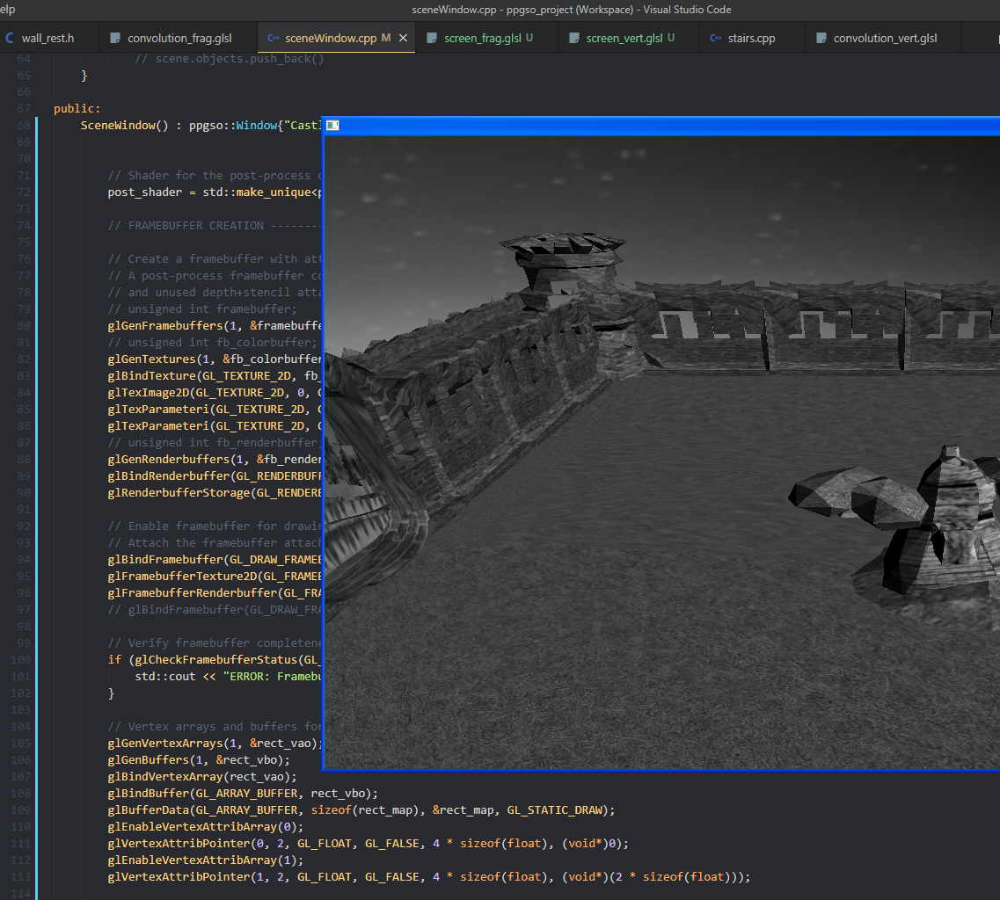 elp
sceneWindow.cpp - ppgso_project (Workspace) - Visual Studio Code
wall_rest.h
convolution_frag.glsl
sceneWindow.cpp M
screen_frag.glsl U
screen_vert.glsl U
stairs.cpp
convolution_vert.glsl
64 // scene.objects.push_back()
65 }
66
67 public:
68 SceneWindow() : ppgso::Window{"Castl
69
70
71 // Shader for the post-process c
72 post_shader = std::make_unique<p
73
74 // FRAMEBUFFER CREATION --------
75
76 // Create a framebuffer with att
77 // A post-process framebuffer co
78 // and unused depth+stencil atta
79 // unsigned int framebuffer;
80 glGenFramebuffers(1, &framebuffe
81 // unsigned int fb_colorbuffer;
82 glGenTextures(1, &fb_colorbuffer
83 glBindTexture(GL_TEXTURE_2D, fb_
84 glTexImage2D(GL_TEXTURE_2D, 0, G
85 glTexParameteri(GL_TEXTURE_2D, G
86 glTexParameteri(GL_TEXTURE_2D, G
87 // unsigned int fb_renderbuffer;
88 glGenRenderbuffers(1, &fb_render
89 glBindRenderbuffer(GL_RENDERBUFF
90 glRenderbufferStorage(GL_RENDERB
91
92 // Enable framebuffer for drawin
93 // Attach the framebuffer attach
94 glBindFramebuffer(GL_DRAW_FRAMEB
95 glFramebufferTexture2D(GL_FRAMEB
96 glFramebufferRenderbuffer(GL_FRA
97 // glBindFramebuffer(GL_DRAW_FRA
98
99 // Verify framebuffer completene
100 if (glCheckFramebufferStatus(GL_
101 std::cout << "ERROR: Framebu
102 }
103
104 // Vertex arrays and buffers for
105 glGenVertexArrays(1, &rect_vao);
106 glGenBuffers(1, &rect_vbo);
107 glBindVertexArray(rect_vao);
108 glBindBuffer(GL_ARRAY_BUFFER, rect_vbo);
109 glBufferData(GL_ARRAY_BUFFER, sizeof(rect_map), &rect_map, GL_STATIC_DRAW);
110 glEnableVertexAttribArray(0);
111 glVertexAttribPointer(0, 2, GL_FLOAT, GL_FALSE, 4 * sizeof(float), (void*)0);
112 glEnableVertexAttribArray(1);
113 glVertexAttribPointer(1, 2, GL_FLOAT, GL_FALSE, 4 * sizeof(float), (void*)(2 * sizeof(float)));
114